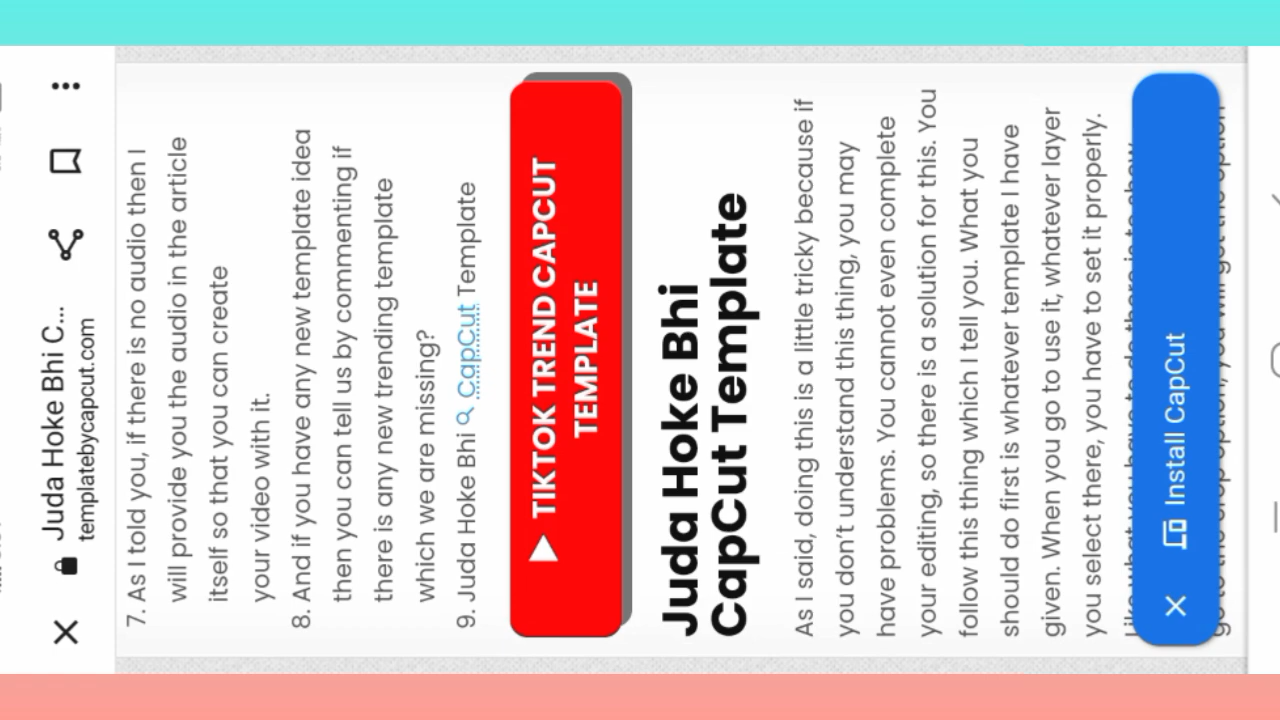 Juda Hoke Bhi C...
templatebycapcut.com
7. As I told you, if there is no audio then I
will provide you the audio in the article
itself so that you can create
your video with it.
8. And if you have any new template idea
then you can tell us by commenting if
there is any new trending template
which we are missing?
9. Juda Hoke Bhi CapCut Template
TIKTOK TREND CAPCUT
TEMPLATE
Juda Hoke Bhi
CapCut Template
As I said, doing this is a little tricky because if
you don't understand this thing, you may
have problems. You cannot even complete
your editing, so there is a solution for this. You
follow this thing which I tell you. What you
should do first is whatever template I have
given. When you go to use it, whatever layer
you select there, you have to set it properly.
Install CapCut